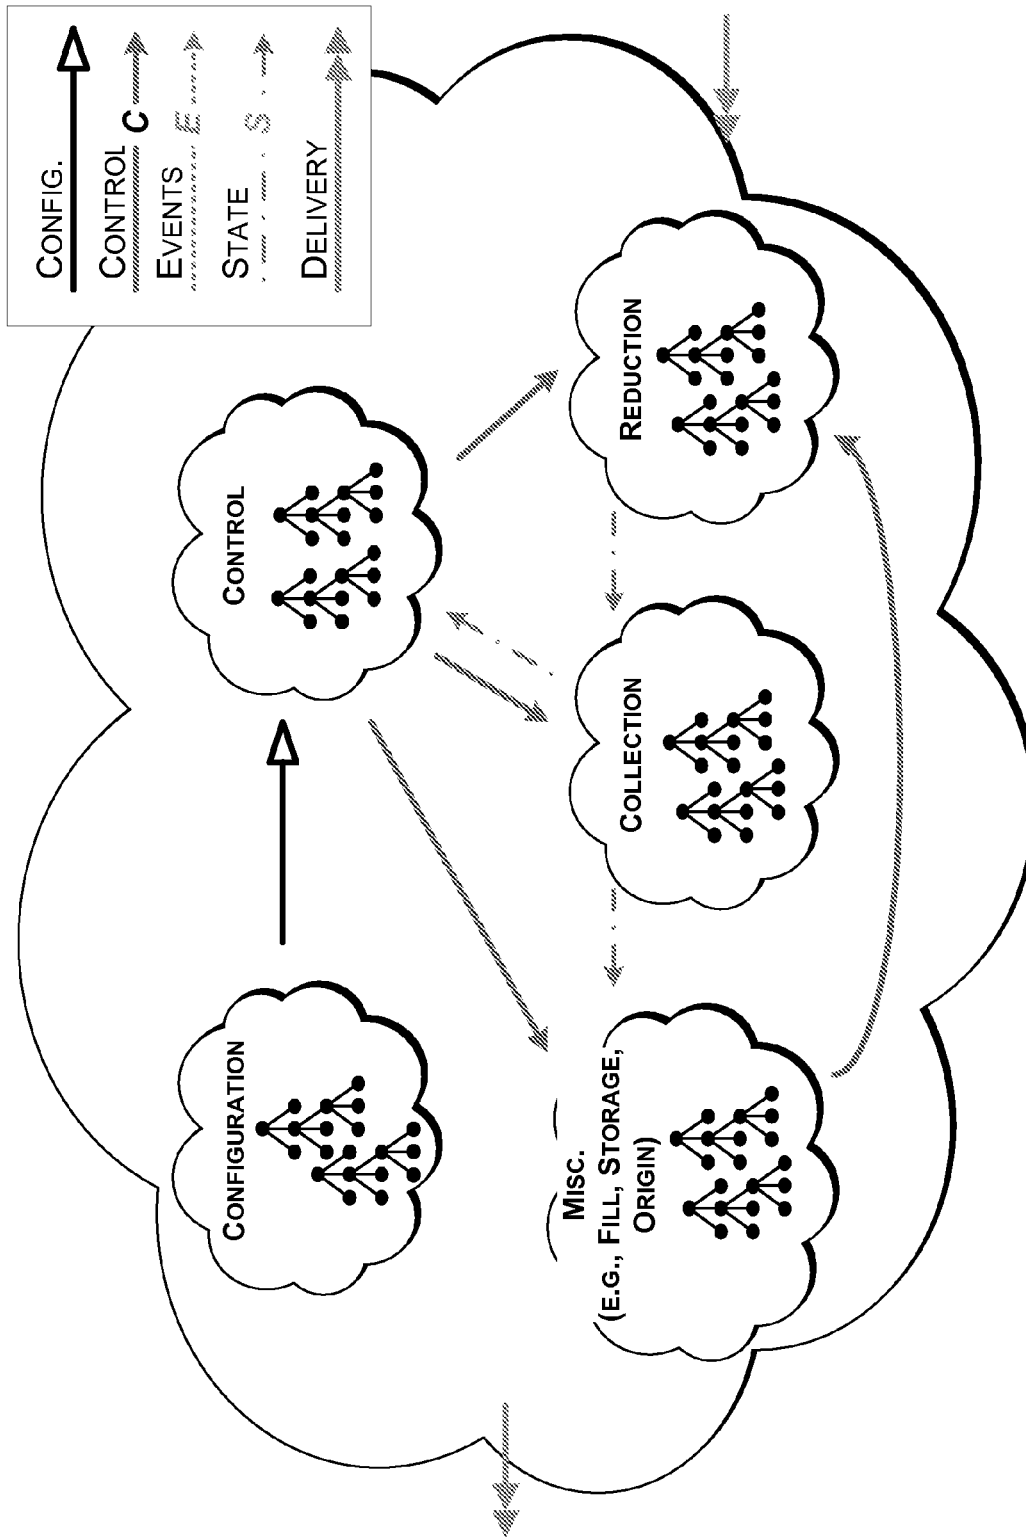 CONFIG.
CONTROL C
EVENTS E
STATE S
DELIVERY
CONFIGURATION
CONTROL
MISC.
(E.G., FILL, STORAGE,
ORIGIN)
COLLECTION
REDUCTION